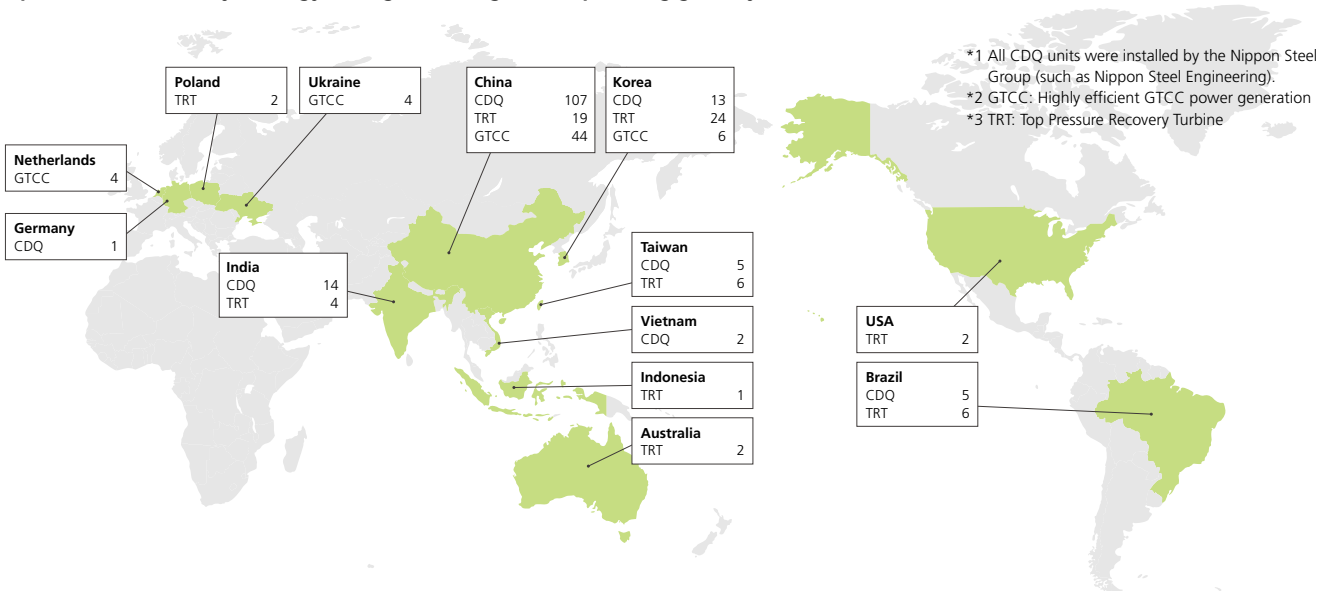 *1 All CDQ units were installed by the Nippon Steel
Group (such as Nippon Steel Engineering).
*2 GTCC: Highly efficient GTCC power generation
*3 TRT: Top Pressure Recovery Turbine
Poland
TRT 2
Ukraine
GTCC 4
China
CDQ 107
TRT 19
GTCC 44
Korea
CDQ 13
TRT 24
GTCC 6
Netherlands
GTCC 4
Germany
CDQ 1
India
CDQ 14
TRT 4
Taiwan
CDQ 5
TRT 6
Vietnam
CDQ 2
Indonesia
TRT 1
Australia
TRT 2
USA
TRT 2
Brazil
CDQ 5
TRT 6